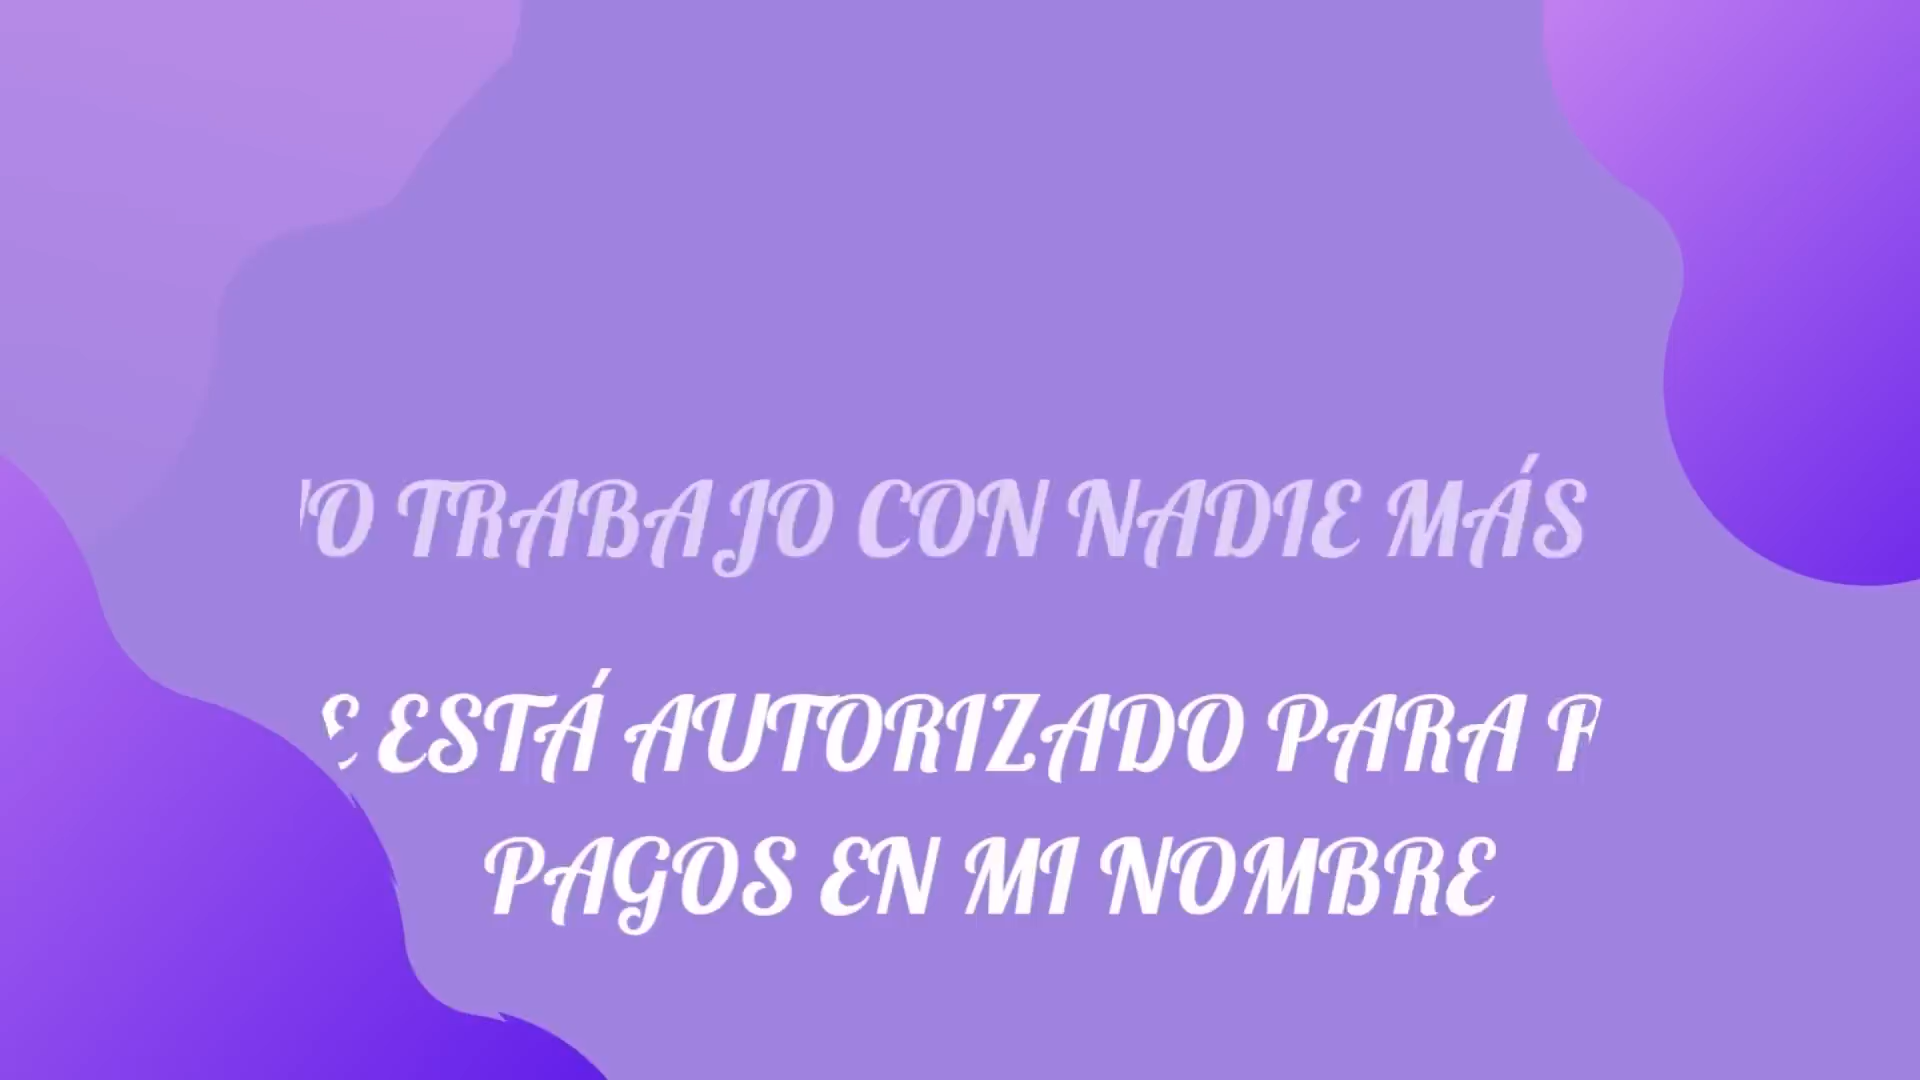 O TRABAJO CON NADIE MÁS
E ESTÁ AUTORIZADO PARA
PAGOS EN MI NOMBRE